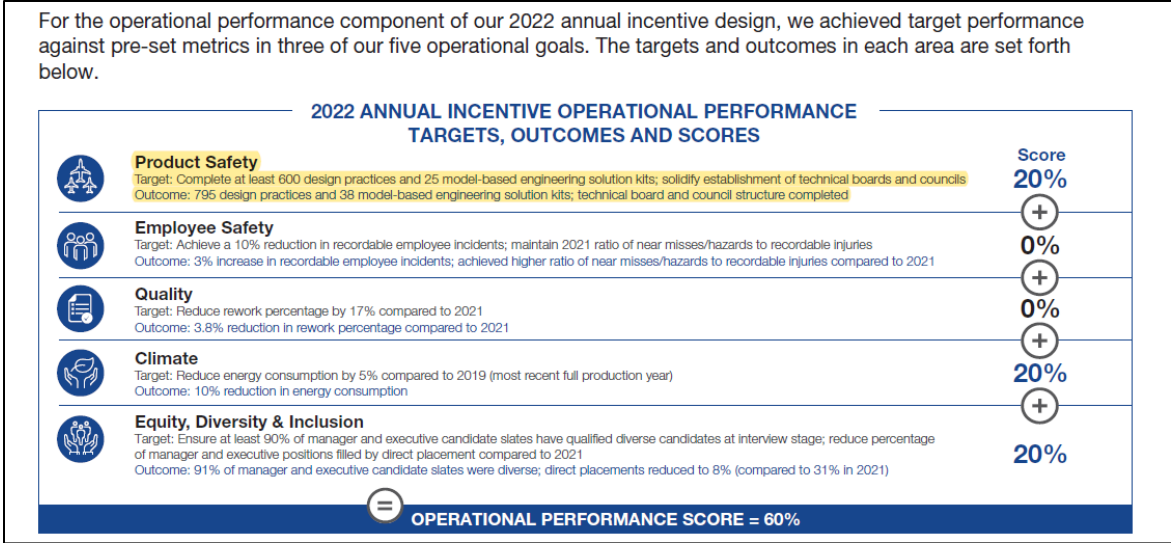 For the operational performance component of our 2022 annual incentive design, we achieved target performance
against pre-set metrics in three of our five operational goals. The targets and outcomes in each area are set forth
below.
2022 ANNUAL INCENTIVE OPERATIONAL PERFORMANCE
TARGETS, OUTCOMES AND SCORES
Score
Product Safety
Target: Complete at least 600 design practices and 25 model-based engineering solution kits; solidify establishment of technical boards and councils
Outcome: 795 design practices and 38 model-based engineering solution kits; technical board and council structure completed
20%
+
Employee Safety
Target: Achieve a 10% reduction in recordable employee incidents; maintain 2021 ratio of near misses/hazards to recordable injuries
Outcome: 3% increase in recordable employee incidents; achieved higher ratio of near misses/hazards to recordable injuries compared to 2021
0%
+
Quality
Target: Reduce rework percentage by 17% compared to 2021
Outcome: 3.8% reduction in rework percentage compared to 2021
0%
+
Climate
Target: Reduce energy consumption by 5% compared to 2019 (most recent full production year)
Outcome: 10% reduction in energy consumption
20%
+
Equity, Diversity & Inclusion
Target: Ensure at least 90% of manager and executive candidate slates have qualified diverse candidates at interview stage; reduce percentage
of manager and executive positions filled by direct placement compared to 2021
Outcome: 91% of manager and executive candidate slates were diverse; direct placements reduced to 8% (compared to 31% in 2021)
20%
=
OPERATIONAL PERFORMANCE SCORE = 60%